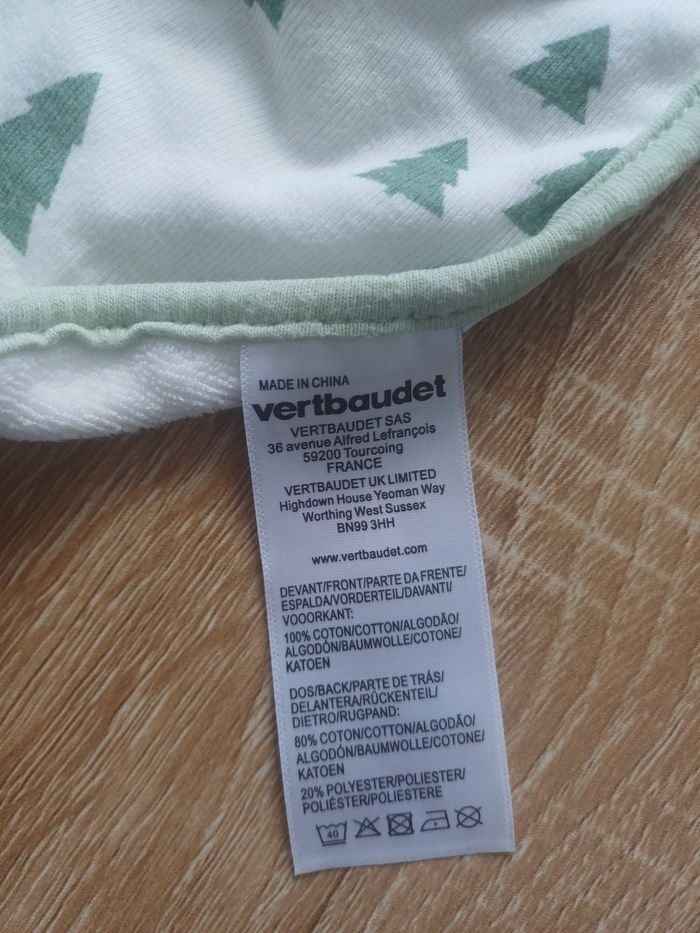 MADE IN CHINA
vertbaudet
VERTBAUDET SAS
36 avenue Alfred Lefrançois
59200 Tourcoing
FRANCE
VERTBAUDET UK LIMITED
Highdown House Yeoman Way
Worthing West Sussex
BN99 3HH
www.vertbaudet.com
DEVANT/FRONT/PARTE DA FRENTE/
ESPALDA/VORDERTEIL/DAVANTI/
VOOORKANT:
100% COTON/COTTON/ALGODÃO/
ALGODÓN/BAUMWOLLE/COTONE/
KATOEN
DOS/BACK/PARTE DE TRÁS/
DELANTERA/RÜCKENTEIL/
DIETRO/RUGPAND:
80% COTON/COTTON/ALGODÃO/
ALGODÓN/BAUMWOLLE/COTONE/
KATOEN
20% POLYESTER/POLIESTER/
POLIÉSTER/POLIESTERE
40